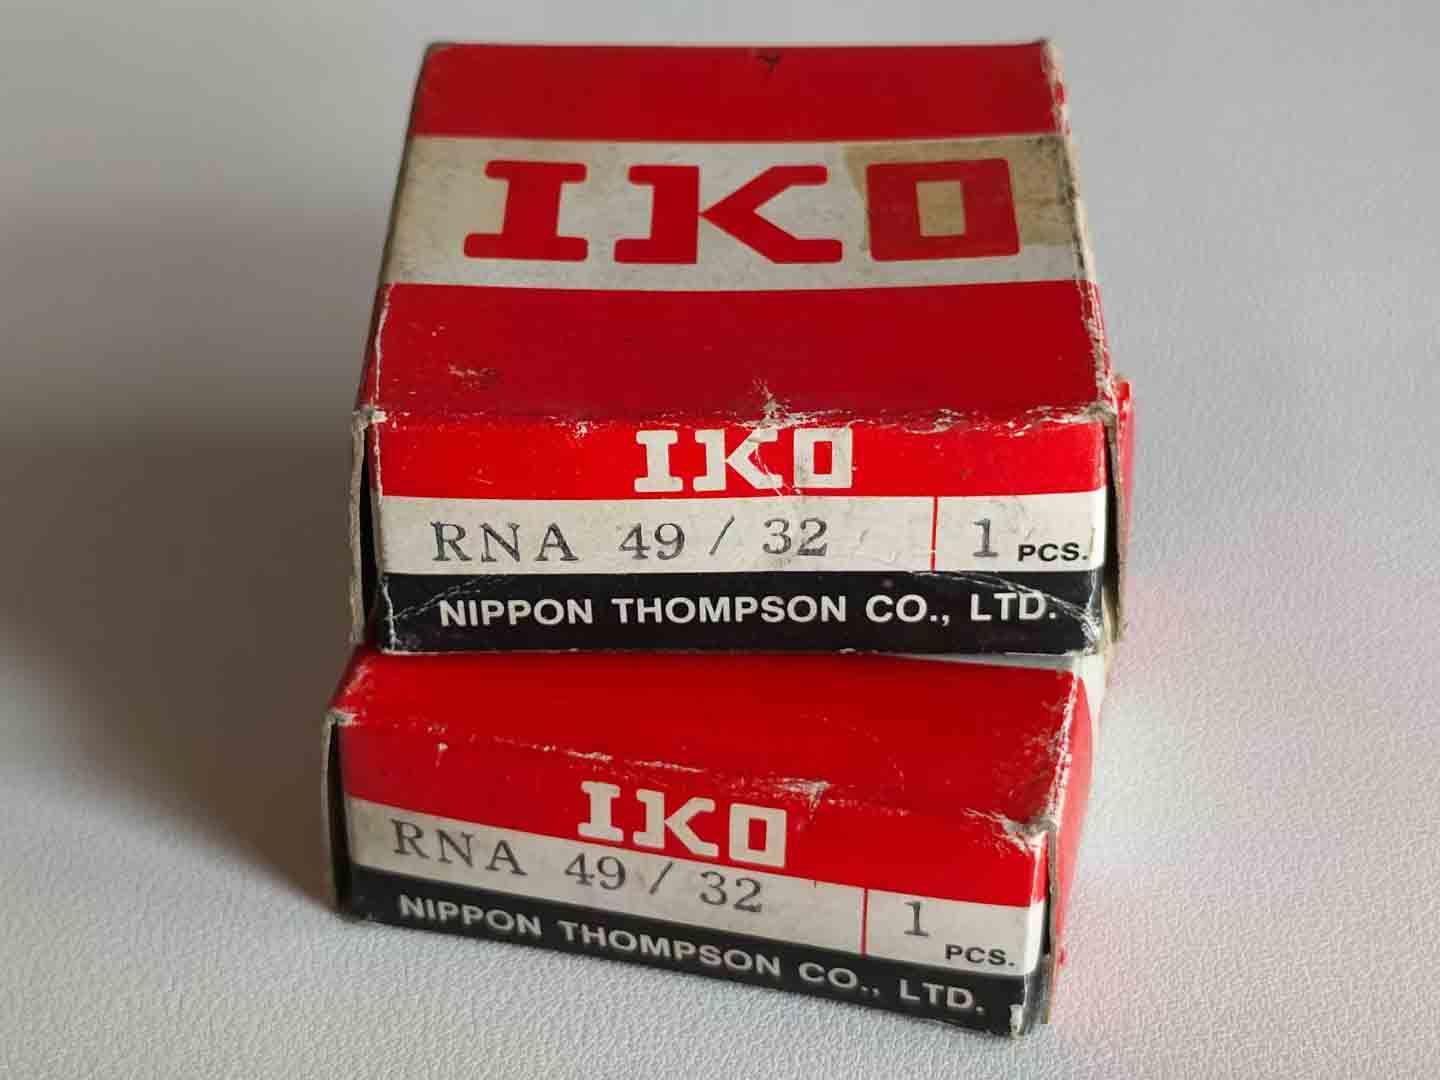 IKO
IKO
RNA 49 / 32 1 PCS.
NIPPON THOMPSON CO., LTD.
IKO
RNA 49 / 32 1 PCS.
NIPPON THOMPSON CO., LTD.